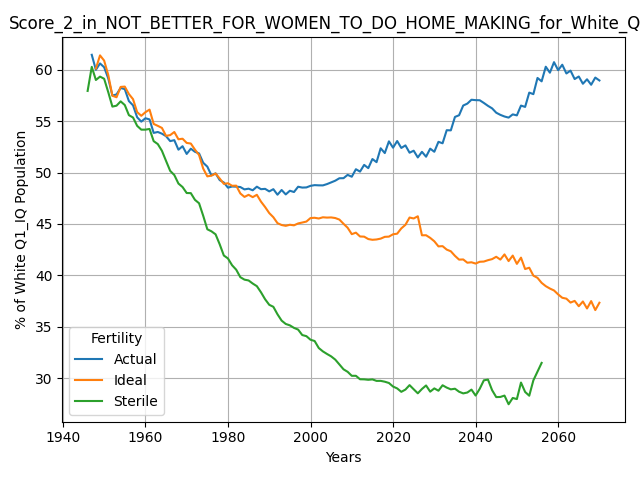 Score_2_in_NOT_BETTER_FOR_WOMEN_TO_DO_HOME_MAKING_for_White_Q
% of White Q1_IQ Population
60
55
50
45
40
35
30
Fertility
Actual
Ideal
Sterile
1940
1960
1980
2000
2020
2040
2060
Years